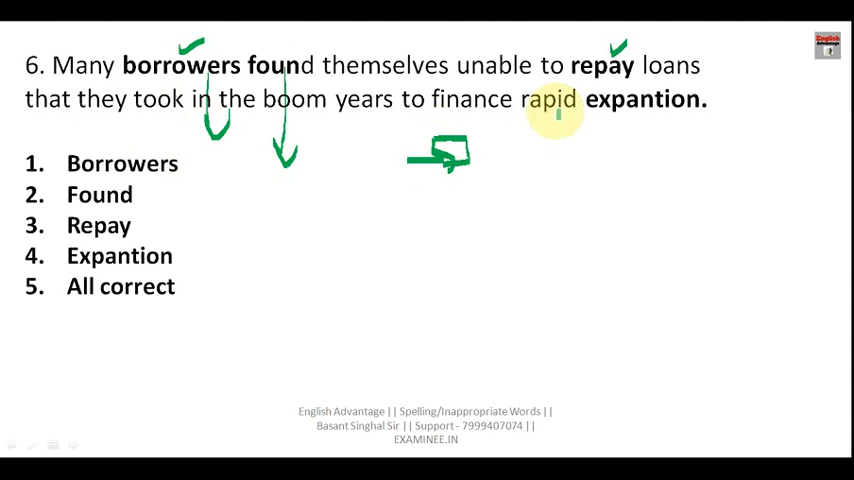 English
Advantage
6. Many borrowers found themselves unable to repay loans
that they took in the boom years to finance rapid expantion.
1. Borrowers
2. Found
3. Repay
4. Expantion
5. All correct
English Advantage || Spelling/Inappropriate Words ||
Basant Singhal Sir || Support - 7999407074 ||
EXAMINEE.IN